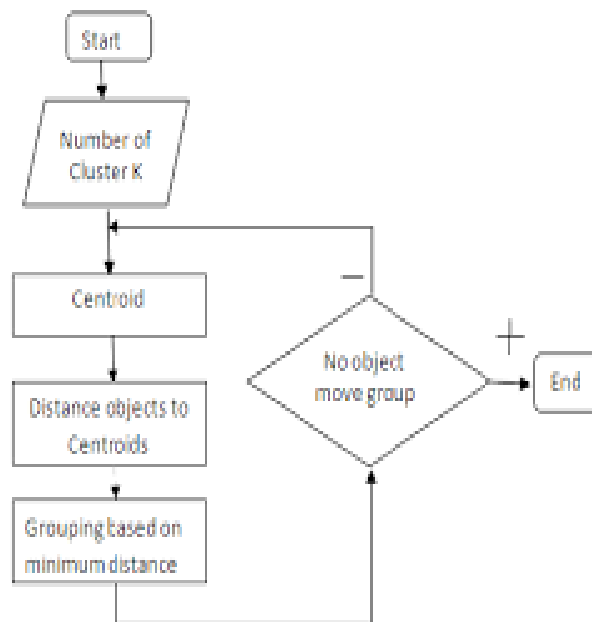 Start
Number of
Cluster K
Centroid
Distance objects to
Centroids
Grouping based on
minimum distance
No object
move group
−
+
End